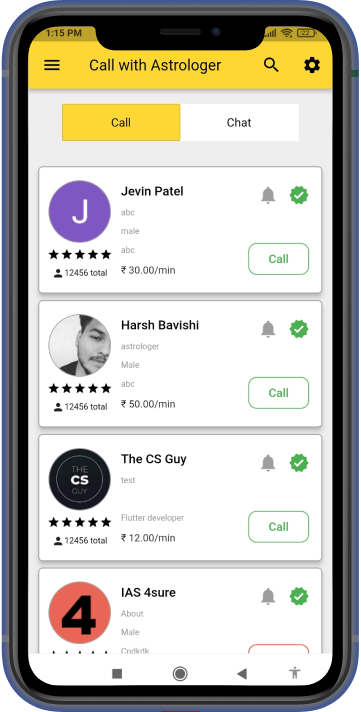 1:15 PM 22
Call with Astrologer
Call Chat
J
Jevin Patel
abc
male
abc
12456 total
₹ 30.00/min
Call
Harsh Bavishi
astrologer
Male
abc
12456 total
₹ 50.00/min
Call
THE
CS
GUY
The CS Guy
test
Flutter developer
12456 total
₹ 12.00/min
Call
4
IAS 4sure
About
Male
Cndkdk